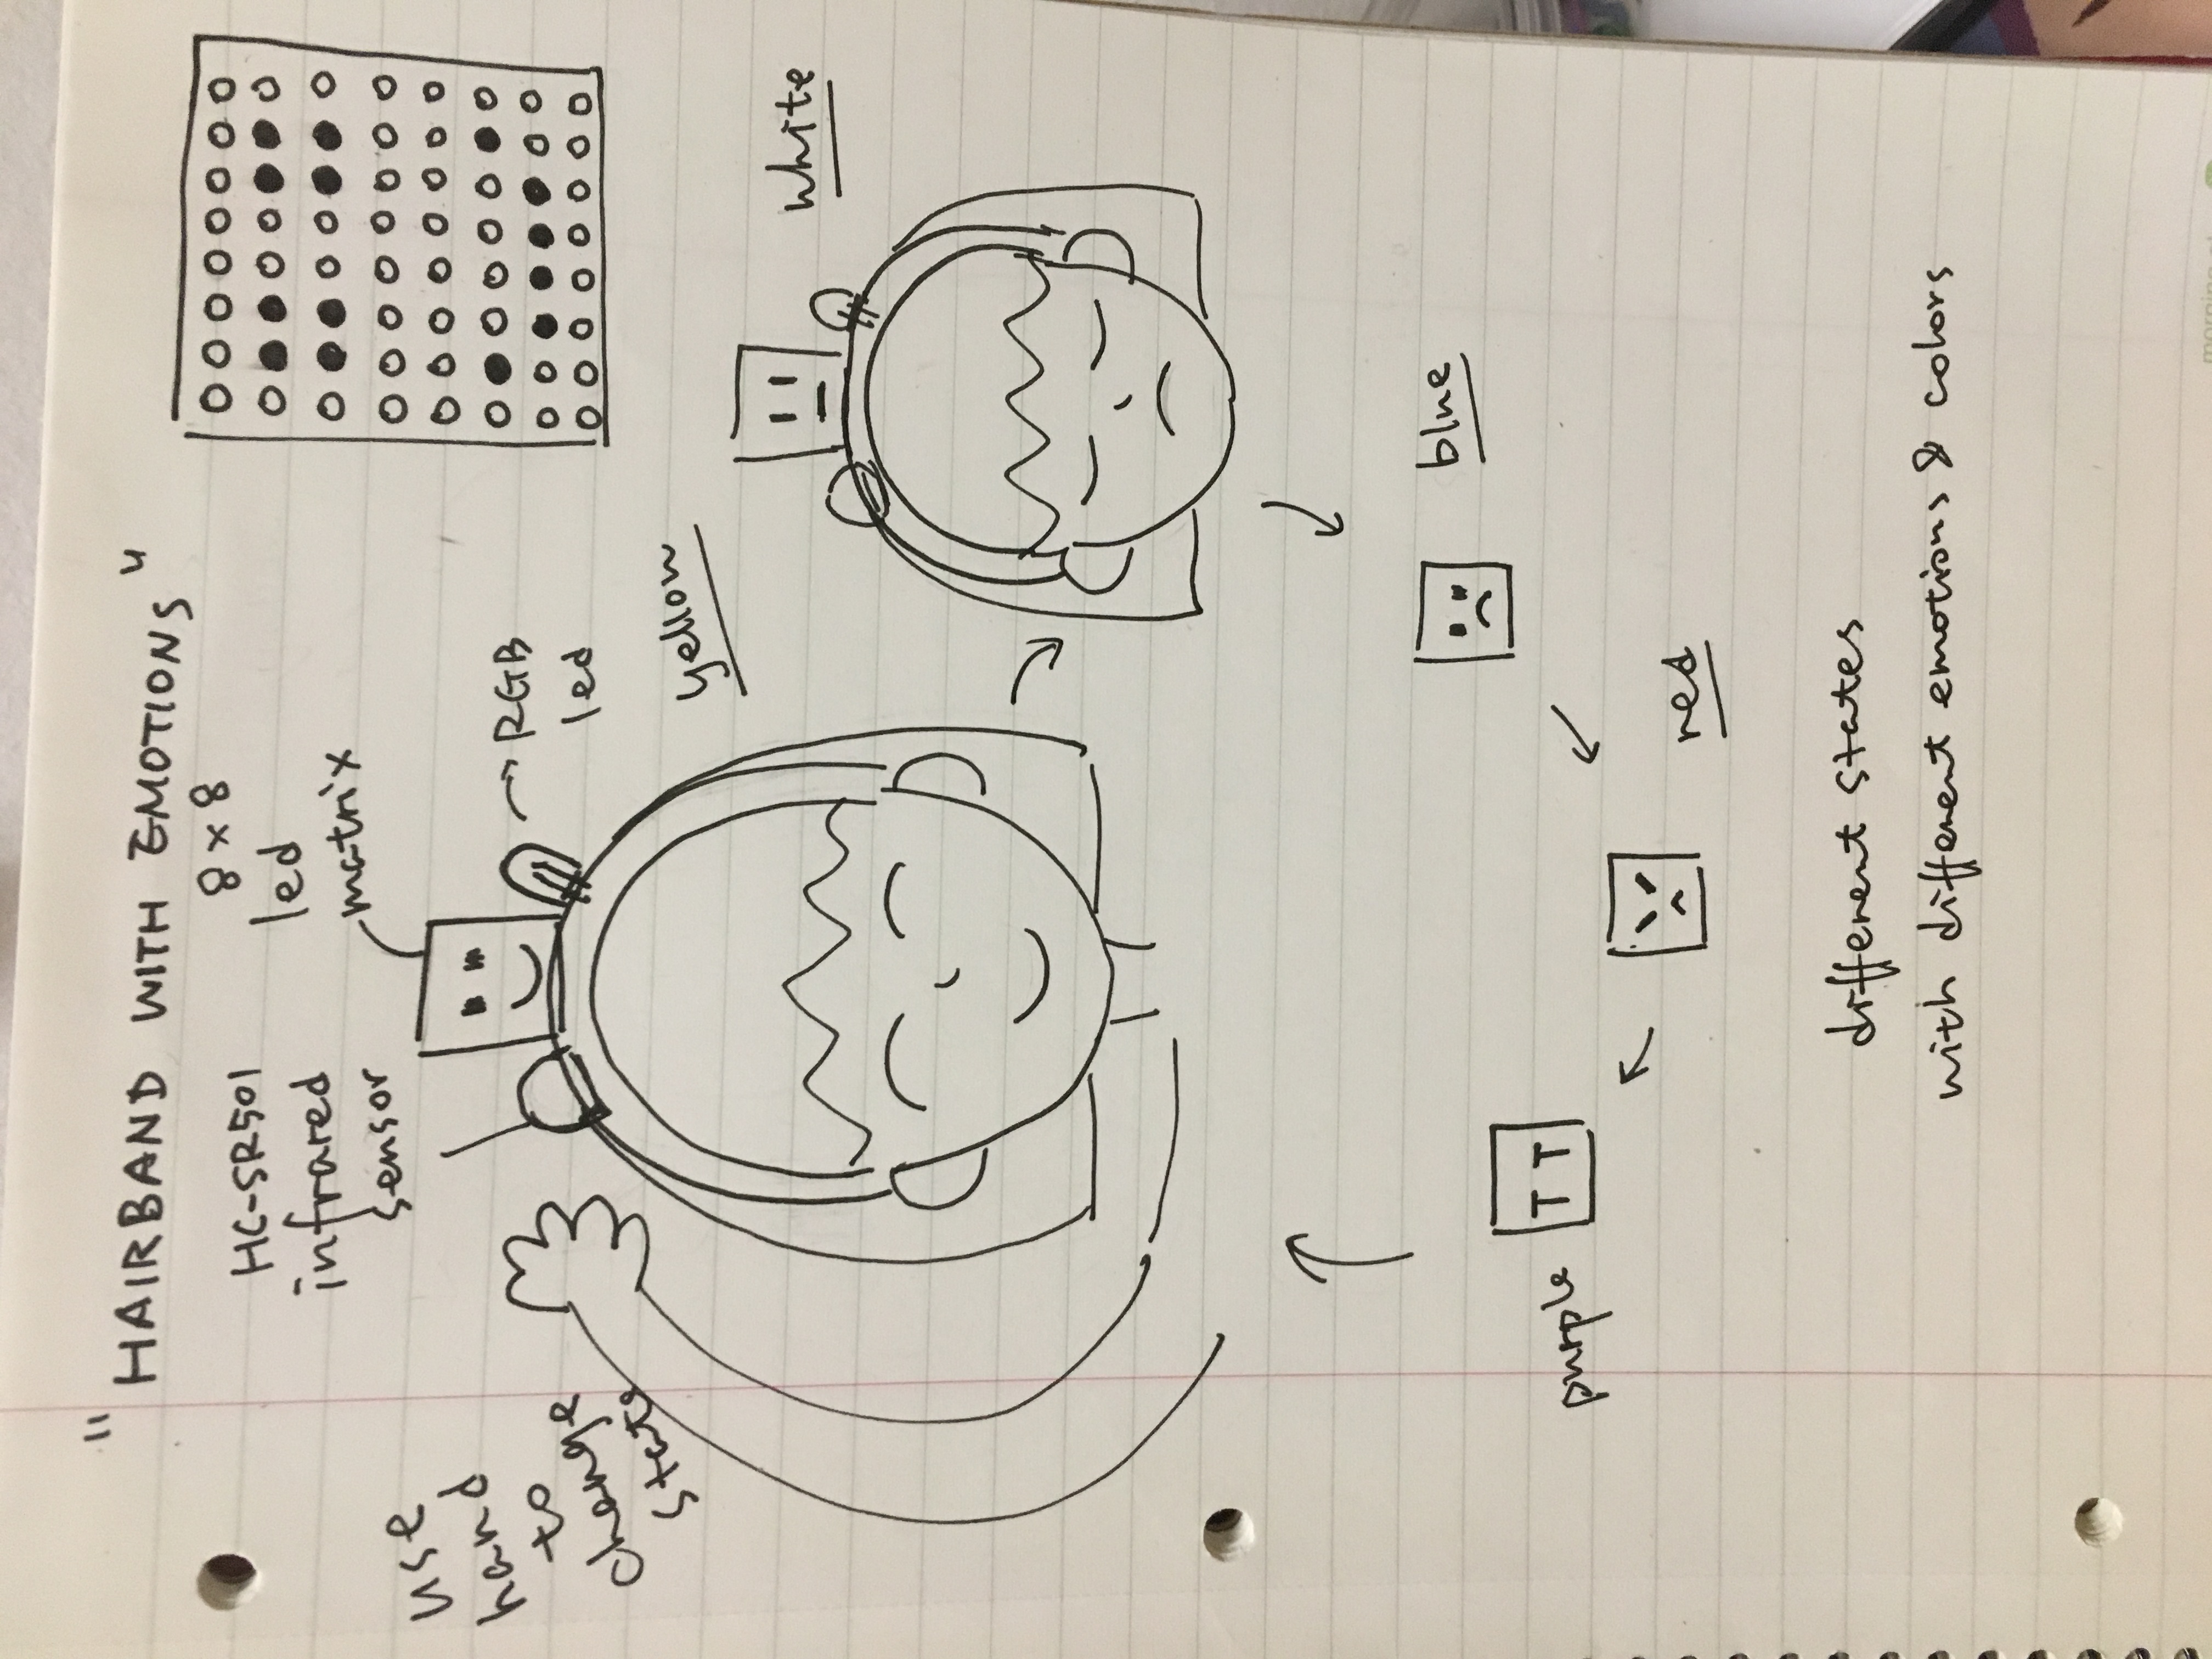 "HAIRBAND WITH EMOTIONS"
HC-SR501
infrared
sensor
8×8
led
matrix
use
hand
to
change
state
RGB
led
yellow
white
blue
T T
purple
red
different states
with different emotions & colors